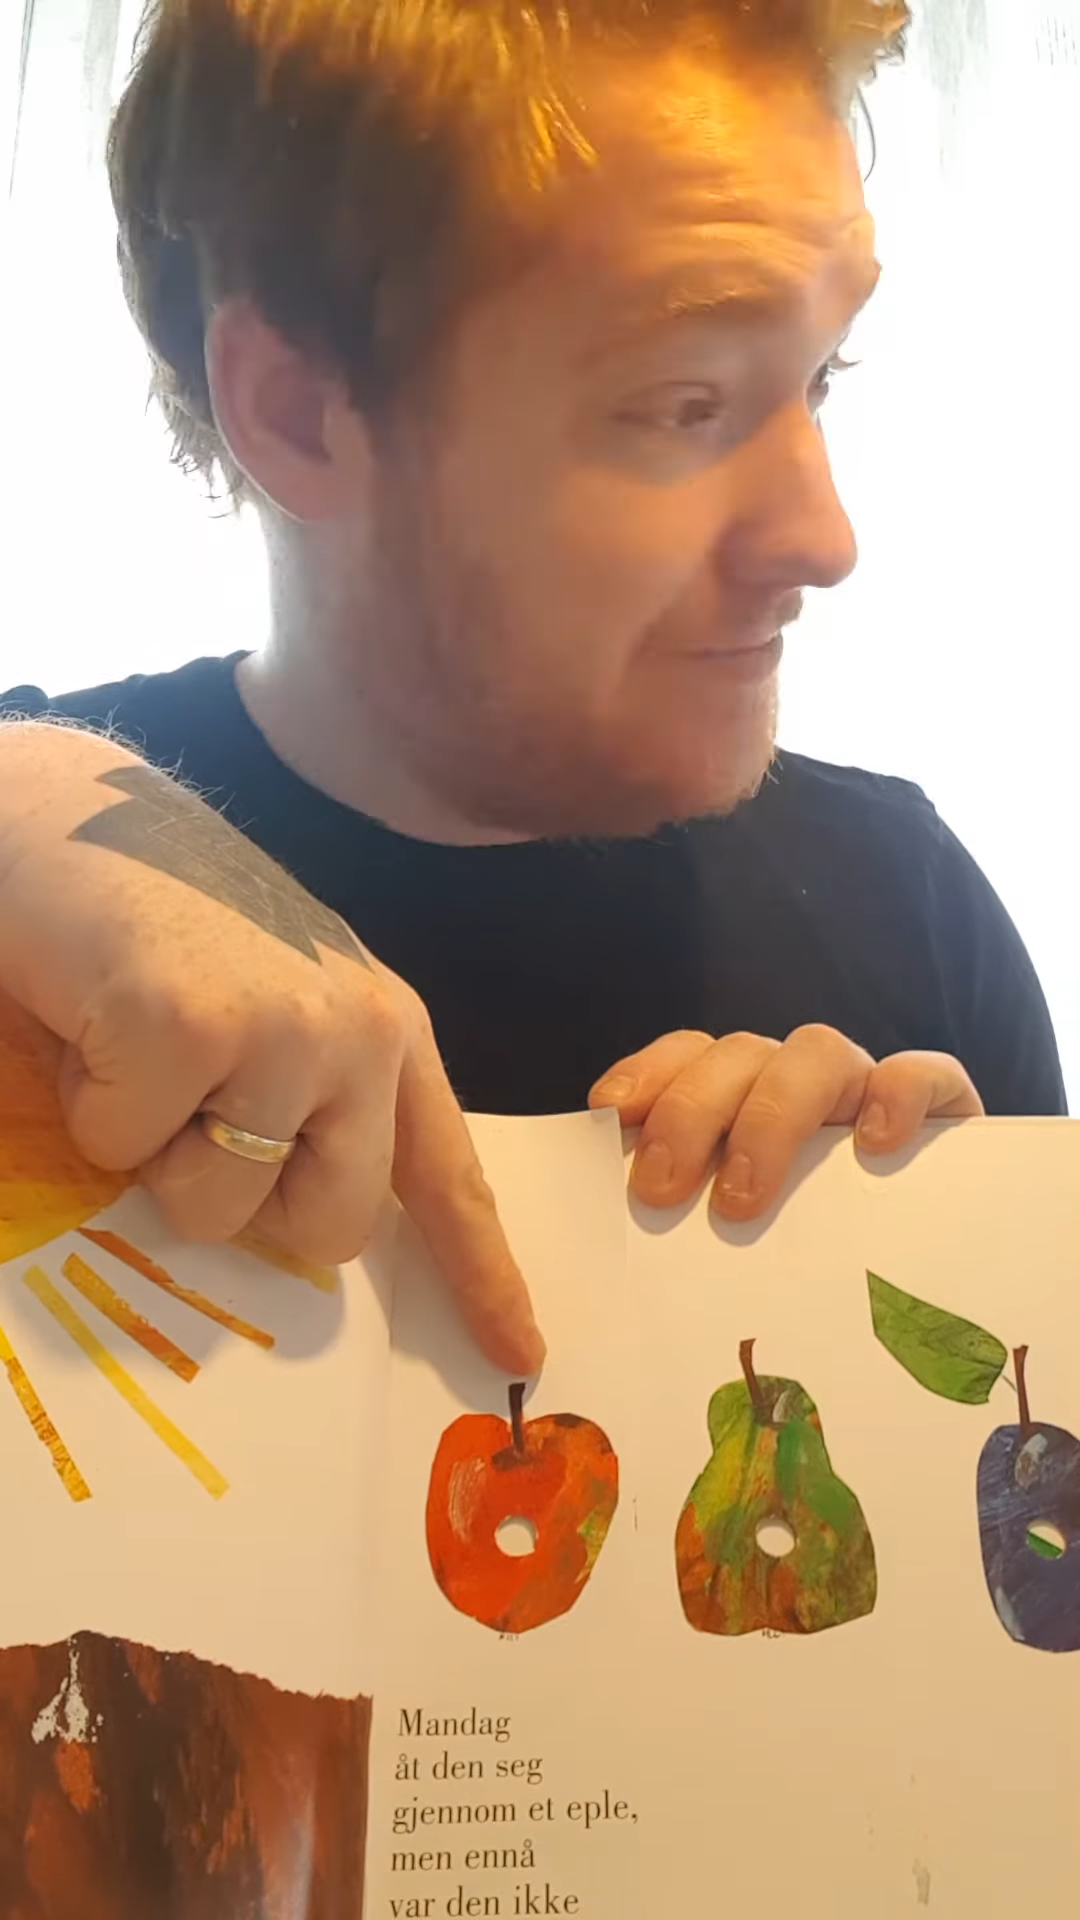 Mandag
åt den seg
gjennom et eple,
men ennå
var den ikke